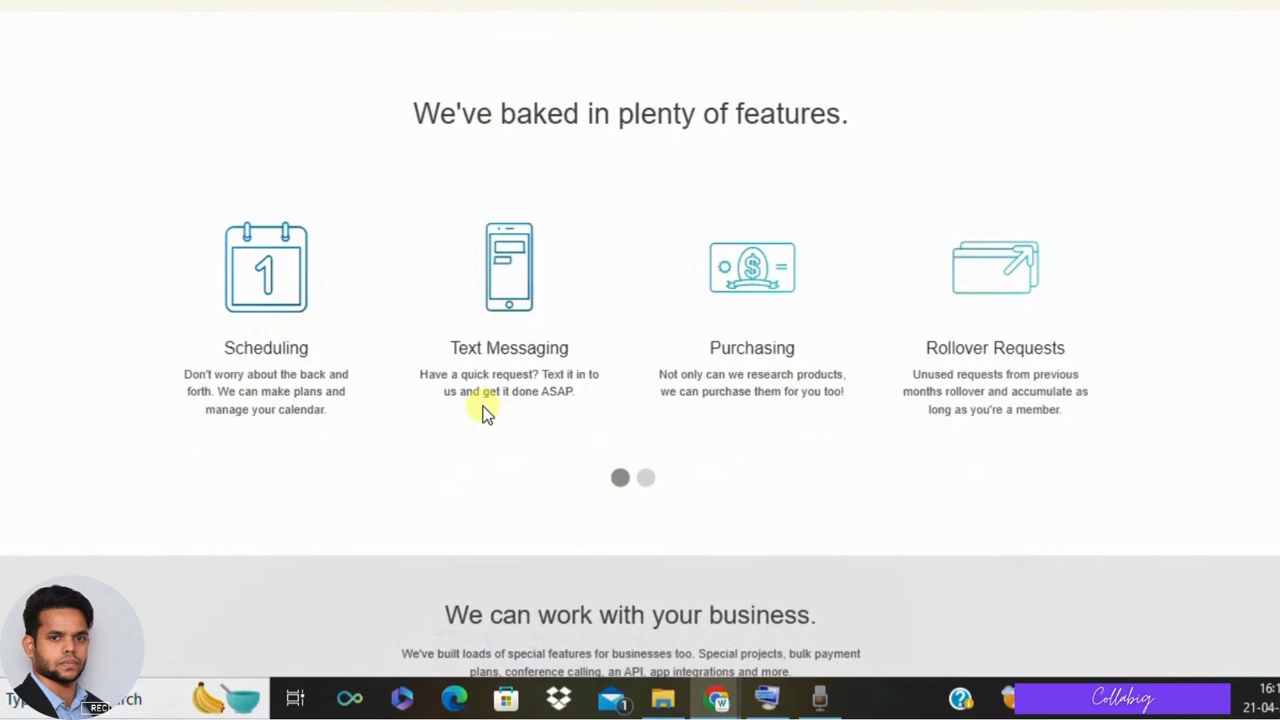 We've baked in plenty of features.
1
Scheduling
Don't worry about the back and
forth. We can make plans and
manage your calendar.
Text Messaging
Have a quick request? Text it in to
us and get it done ASAP.
$
Purchasing
Not only can we research products,
we can purchase them for you too!
Rollover Requests
Unused requests from previous
months rollover and accumulate as
long as you're a member.
We can work with your business.
We've built loads of special features for businesses too. Special projects, bulk payment
plans, conference calling, an API, app integrations and more.
REC
1
Collabig